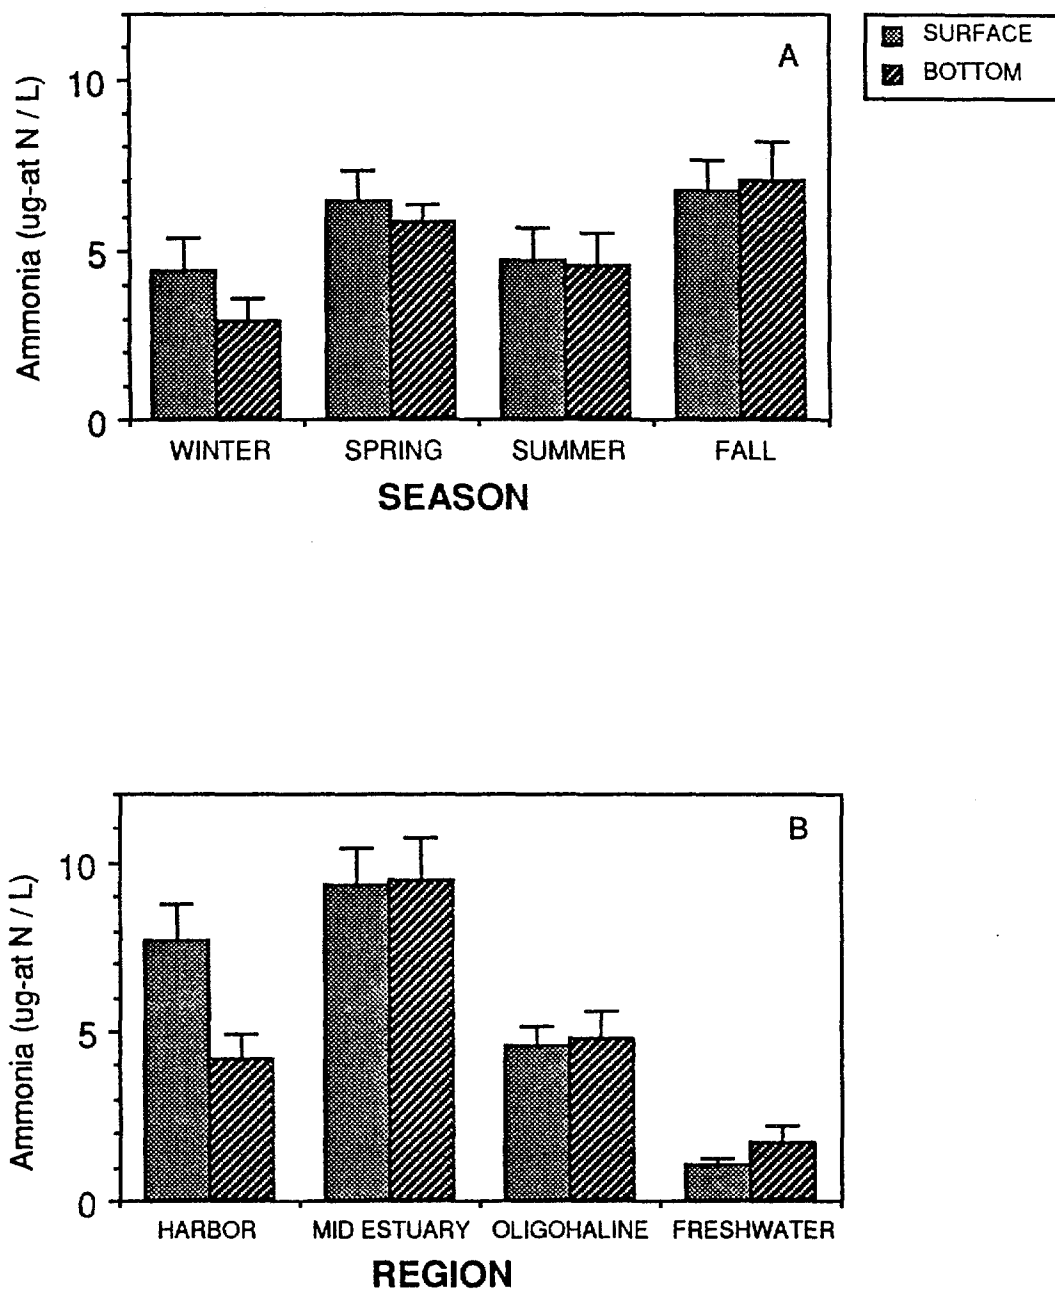 A
SURFACE
BOTTOM
Ammonia (ug-at N / L)
10
5
0
WINTER SPRING SUMMER FALL
SEASON
B
Ammonia (ug-at N / L)
10
5
0
HARBOR MID ESTUARY OLIGOHALINE FRESHWATER
REGION